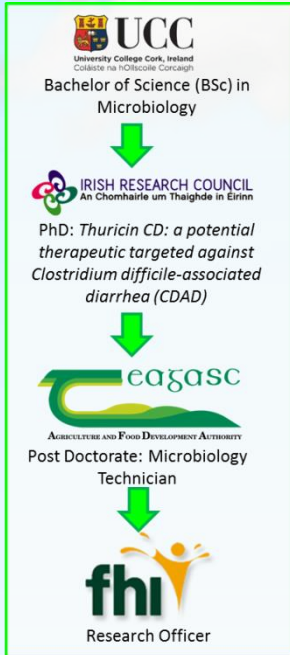 UCC
University College Cork, Ireland
Coláiste na hOllscoile Corcaigh
Bachelor of Science (BSc) in
Microbiology
IRISH RESEARCH COUNCIL
An Chomhairle um Thaighde in Éirinn
PhD: Thuricin CD: a potential
therapeutic targeted against
Clostridium difficile-associated
diarrhea (CDAD)
eagasc
AGRICULTURE AND FOOD DEVELOPMENT AUTHORITY
Post Doctorate: Microbiology
Technician
fhi
Research Officer